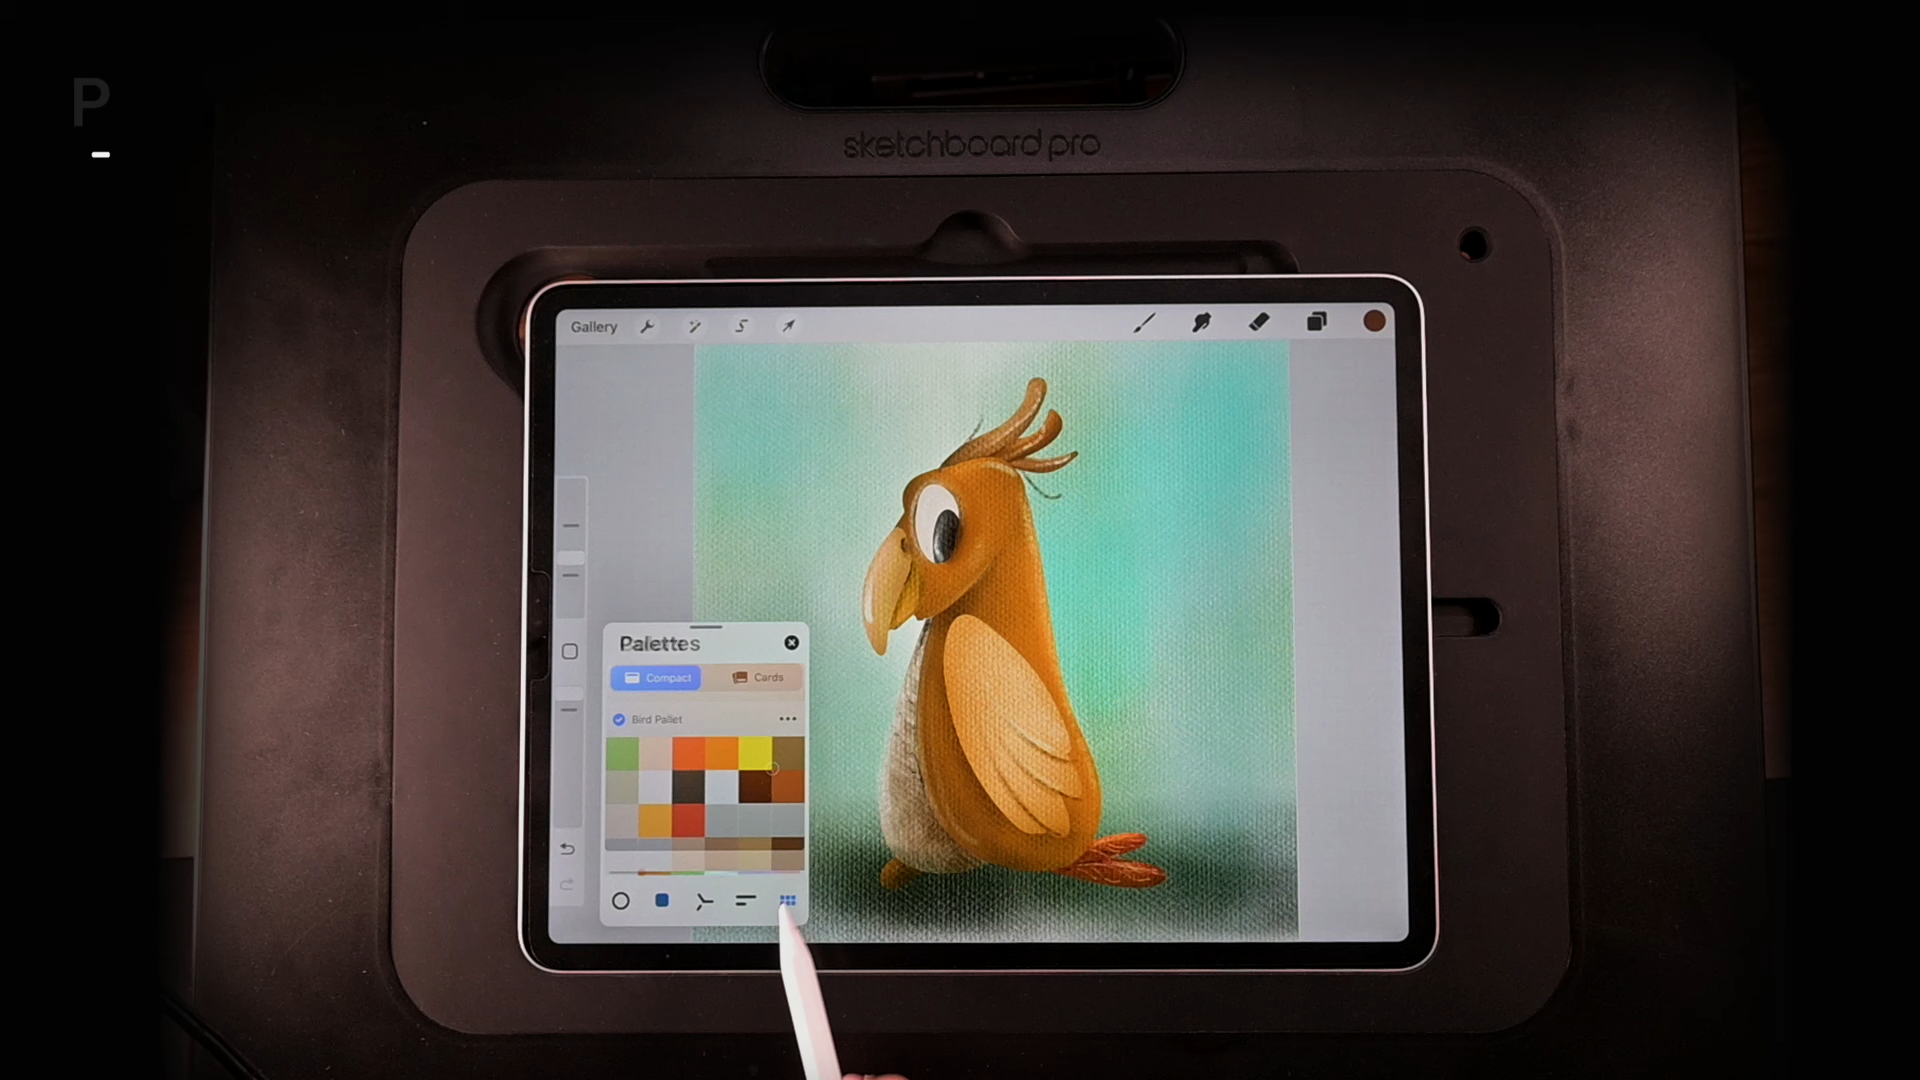 P
sketchboard pro
Gallery
Palettes
Compact
Cards
Bird Pallet